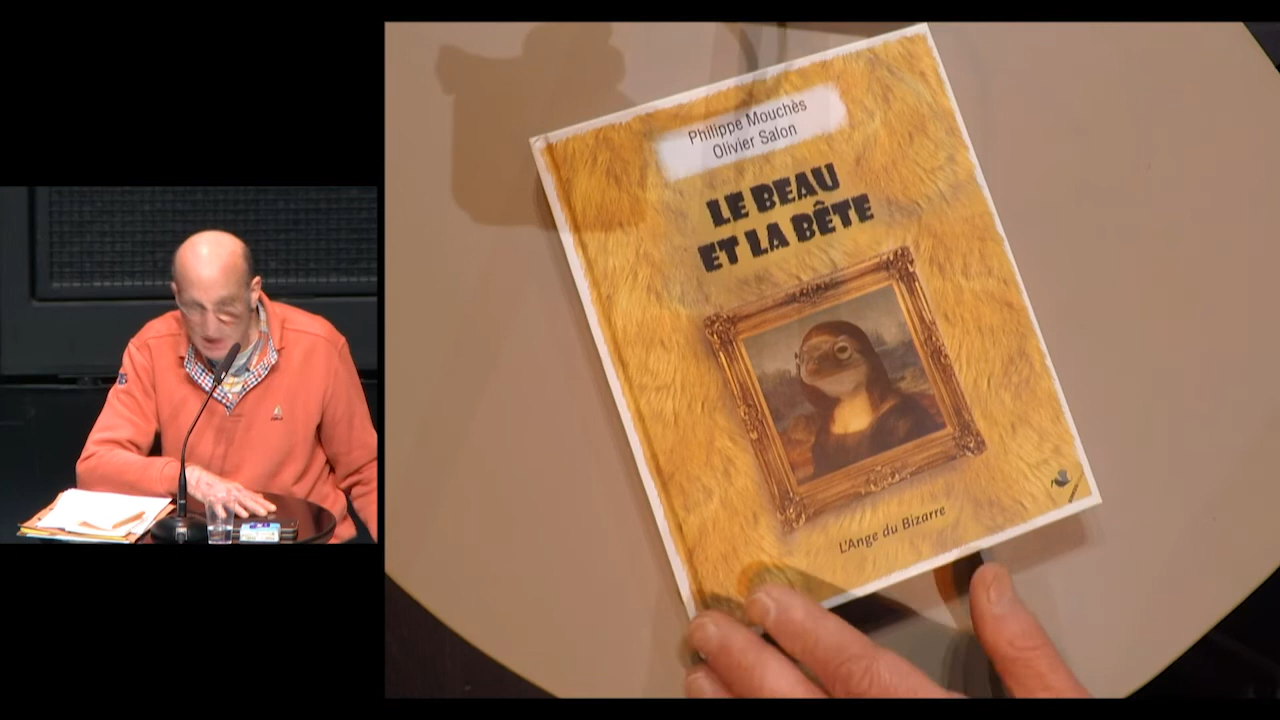 Philippe Mouchès
Olivier Salon
LE BEAU
ET LA BÊTE
L'Ange du Bizarre